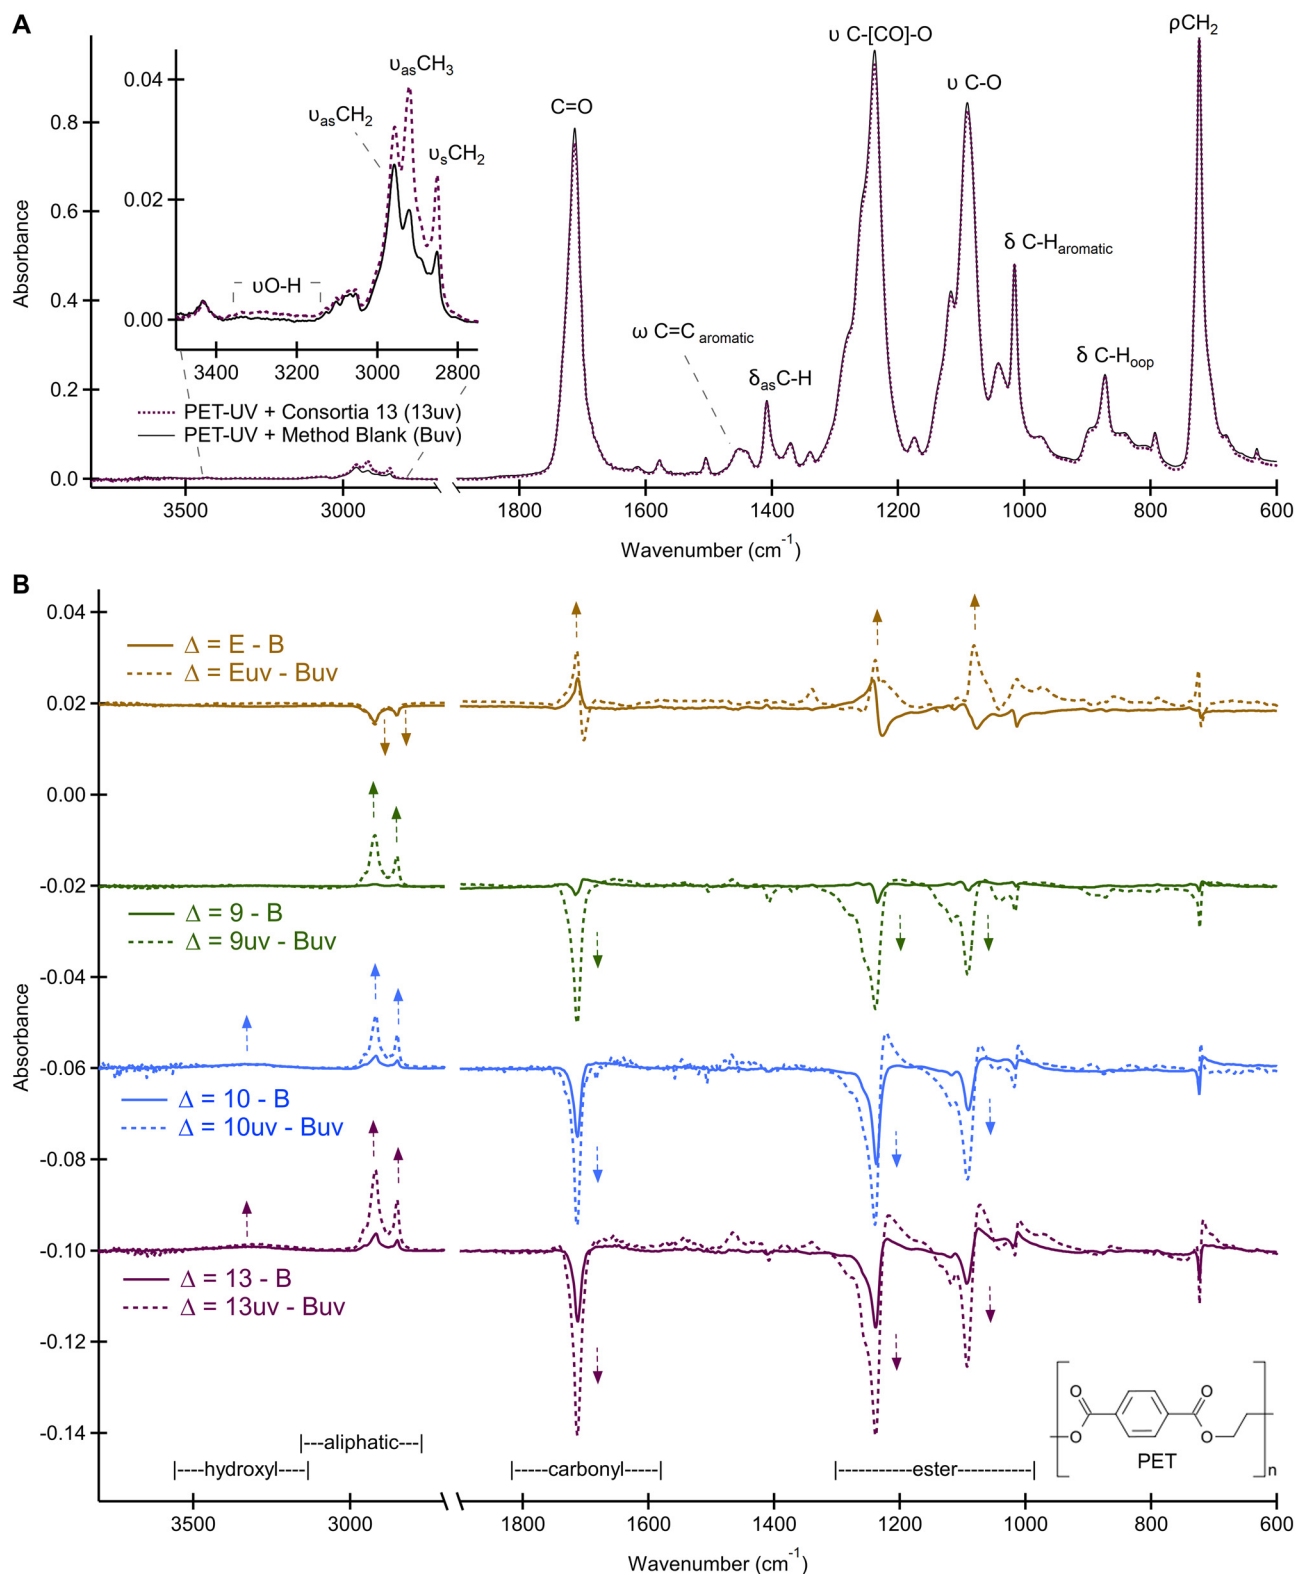 A
ρCH2
υ C-[CO]-O
υasCH3
υ C-O
C=O
υasCH2
υsCH2
δ C-Haromatic
υO-H
ω C=C aromatic
δasC-H
δ C-Hoop
0.04
0.02
0.00
3400 3200 3000 2800
PET-UV + Consortia 13 (13uv)
PET-UV + Method Blank (Buv)
Absorbance
0.8
0.6
0.4
0.2
0.0
3500 3000 1800 1600 1400 1200 1000 800 600
Wavenumber (cm-1)
B
0.04
0.02
0.00
-0.02
-0.04
-0.06
-0.08
-0.10
-0.12
-0.14
Absorbance
Δ = E - B
Δ = Euv - Buv
Δ = 9 - B
Δ = 9uv - Buv
Δ = 10 - B
Δ = 10uv - Buv
Δ = 13 - B
Δ = 13uv - Buv
|---aliphatic---|
|----hydroxyl----|
|-----carbonyl-----|
|-------------ester-------------|
O
O
O
O
PET
n
3500 3000 1800 1600 1400 1200 1000 800 600
Wavenumber (cm-1)